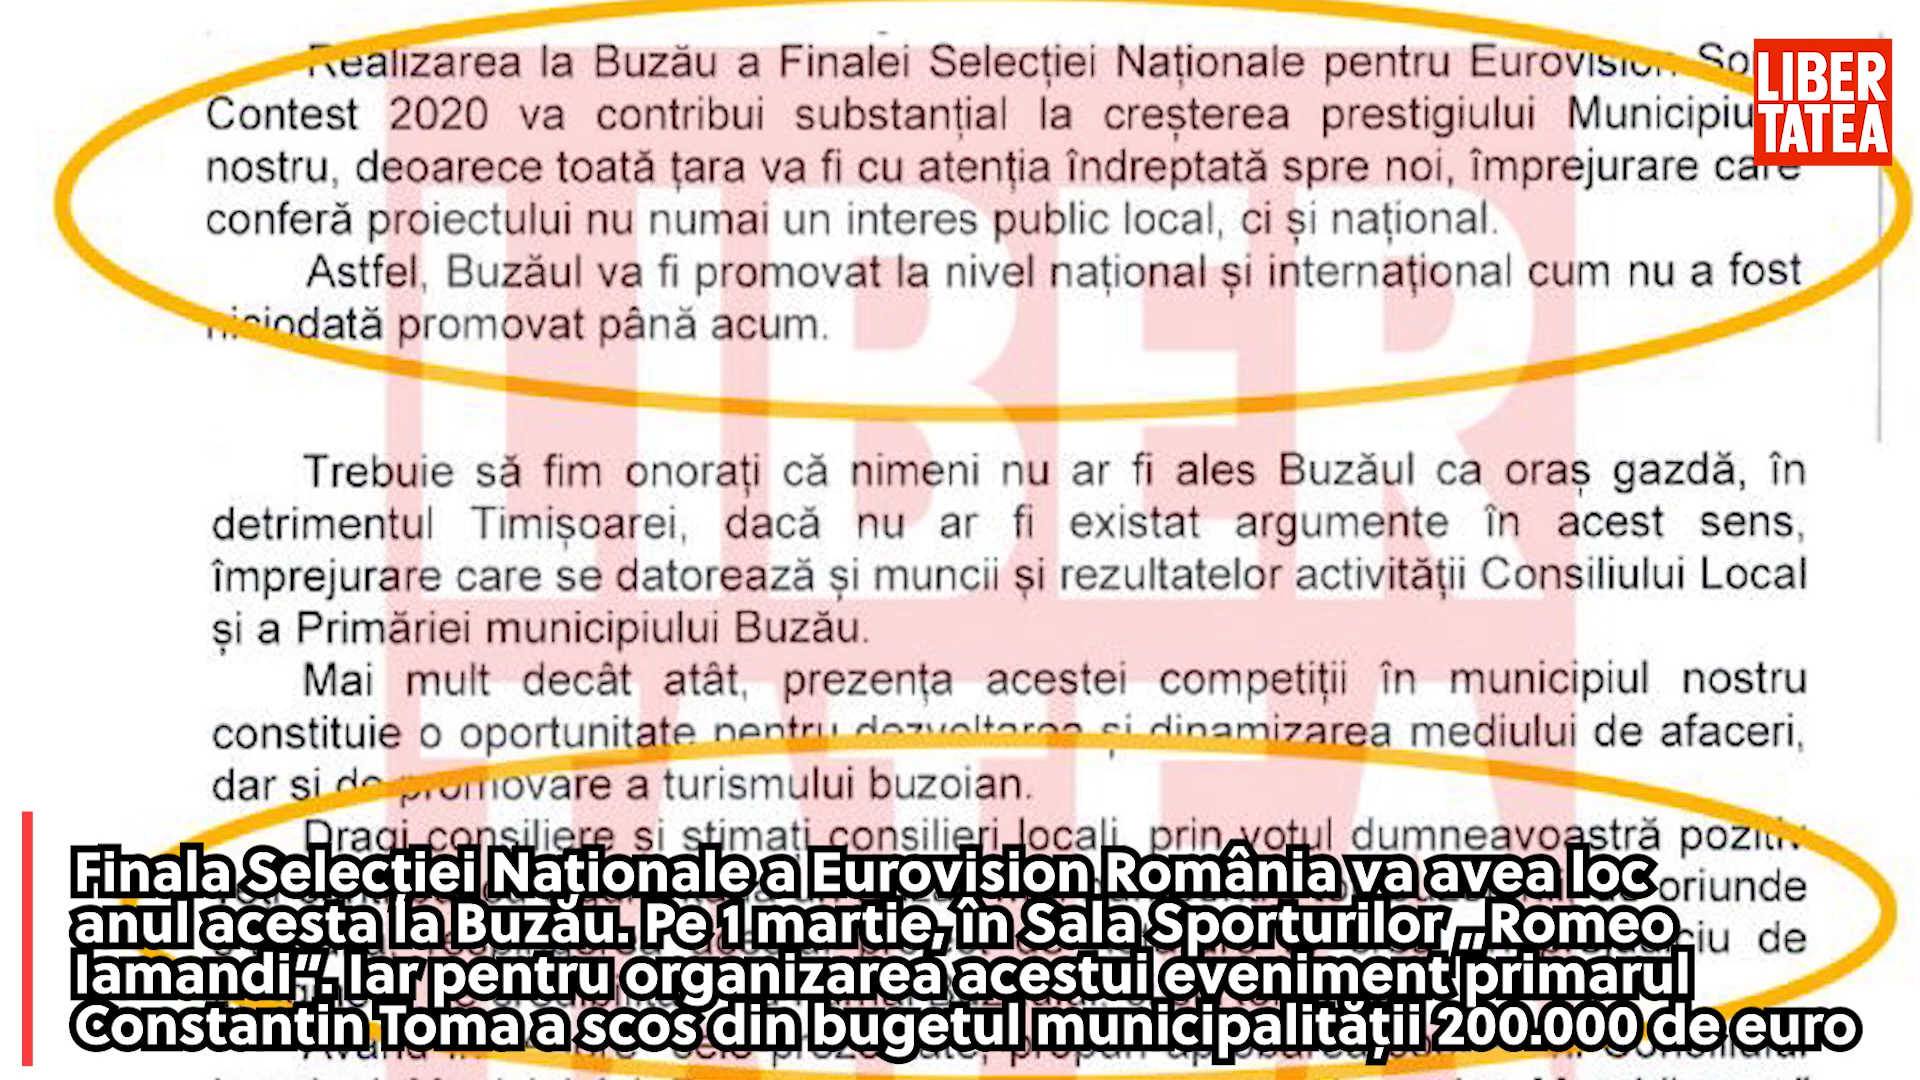 Realizarea la Buzău a Finalei Selecției Naționale pentru Eurovision
Contest 2020 va contribui substanțial la creșterea prestigiului
nostru, deoarece toată țara va fi cu atenția îndreptată spre noi, împrejurare care
conferă proiectului nu numai un interes public local, ci și național.
Astfel, Buzăul va fi promovat la nivel național și internațional cum nu a fost
niciodată promovat până acum.
LIBER
TATEA
LIBER
TATEA
Trebuie să fim onorați că nimeni nu ar fi ales Buzăul ca oraș gazdă, în
detrimentul Timișoarei, dacă nu ar fi existat argumente în acest sens,
împrejurare care se datorează și muncii și rezultatelor activității Consiliului Local
și a Primăriei municipiului Buzău.
Mai mult decât atât, prezența acestei competiții în municipiul nostru
constituie o oportunitate pentru dezvoltarea și dinamizarea mediului de afaceri,
dar și de promovare a turismului buzoian.
Dragi consiliere și stimați consilieri locali, prin votul dumneavoastră pozitiv
oriunde
de
Finala Selecției Naționale a Eurovision România va avea loc
anul acesta la Buzău. Pe 1 martie, în Sala Sporturilor „Romeo
Iamandi“. Iar pentru organizarea acestui eveniment primarul
Constantin Toma a scos din bugetul municipalității 200.000 de euro